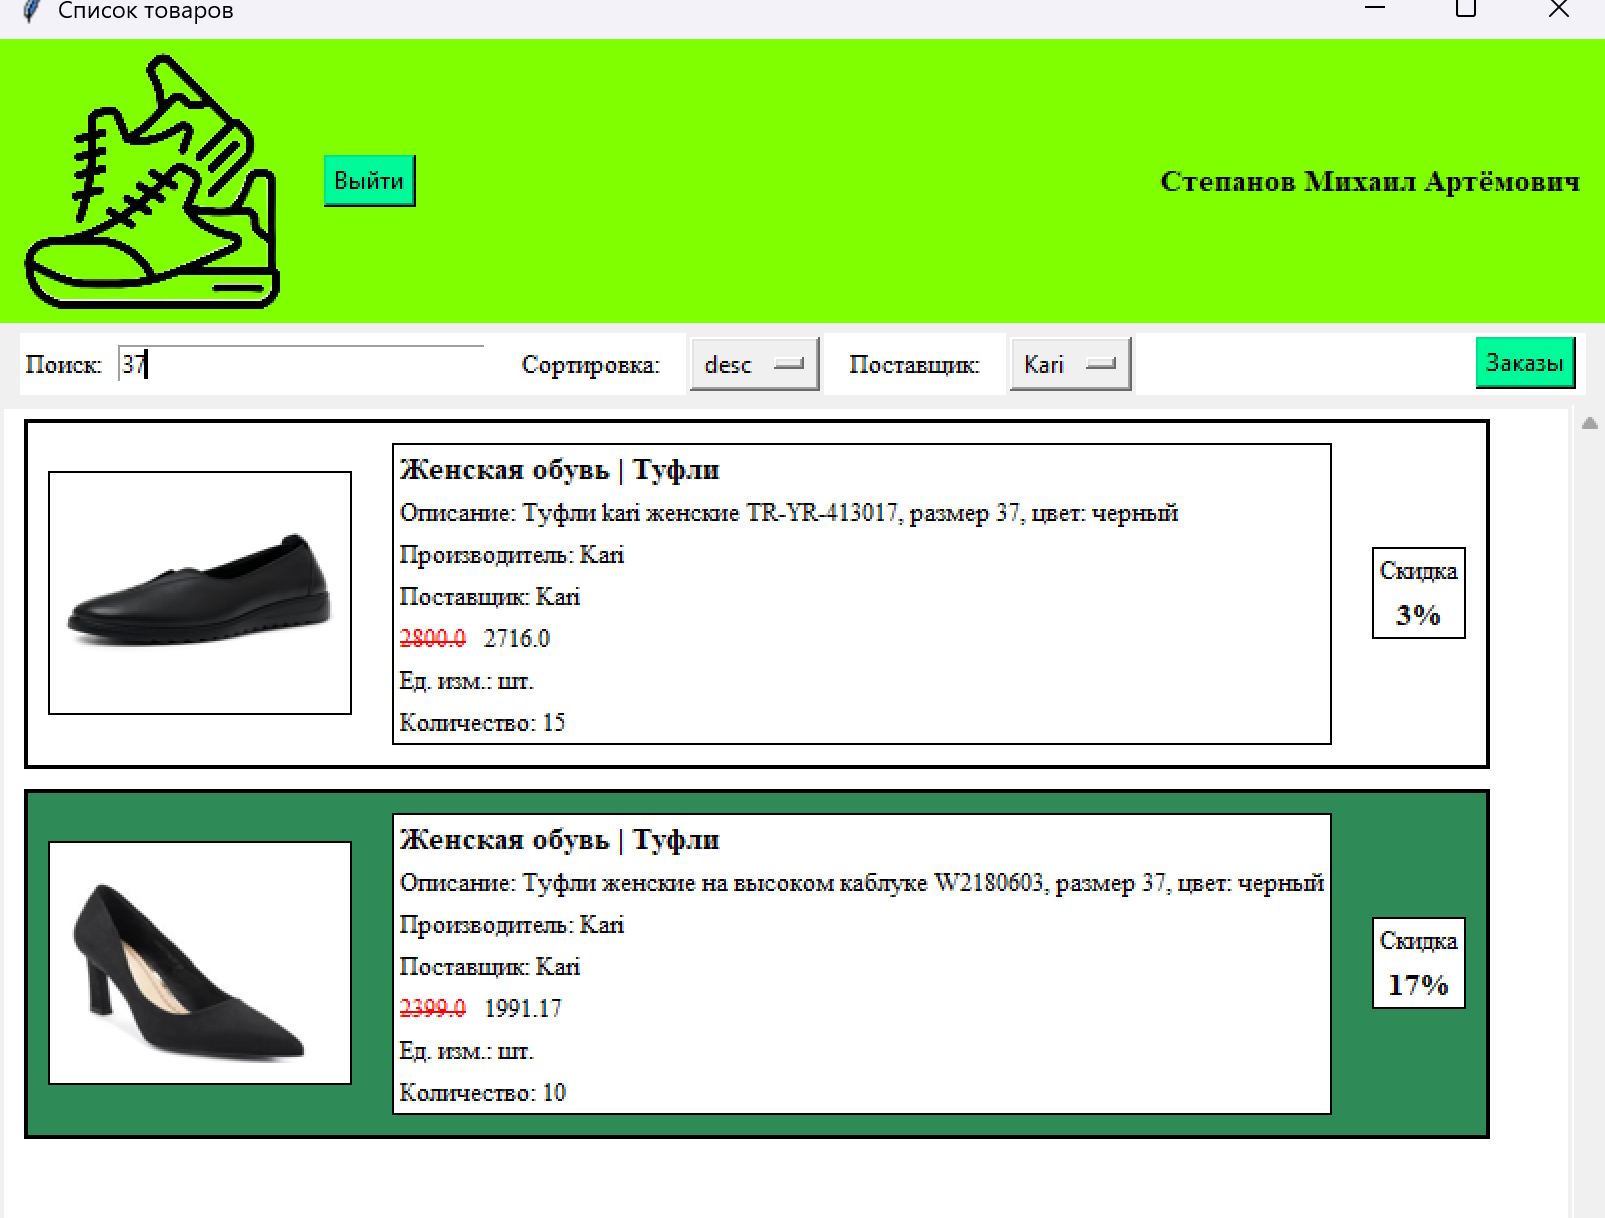 Список товаров
Выйти
Степанов Михаил Артёмович
Поиск: 37 Сортировка: desc Поставщик: Kari Заказы
Женская обувь | Туфли
Описание: Туфли kari женские TR-YR-413017, размер 37, цвет: черный
Производитель: Kari
Поставщик: Kari
2800.0 2716.0
Ед. изм.: шт.
Количество: 15
Скидка
3%
Женская обувь | Туфли
Описание: Туфли женские на высоком каблуке W2180603, размер 37, цвет: черный
Производитель: Kari
Поставщик: Kari
2399.0 1991.17
Ед. изм.: шт.
Количество: 10
Скидка
17%